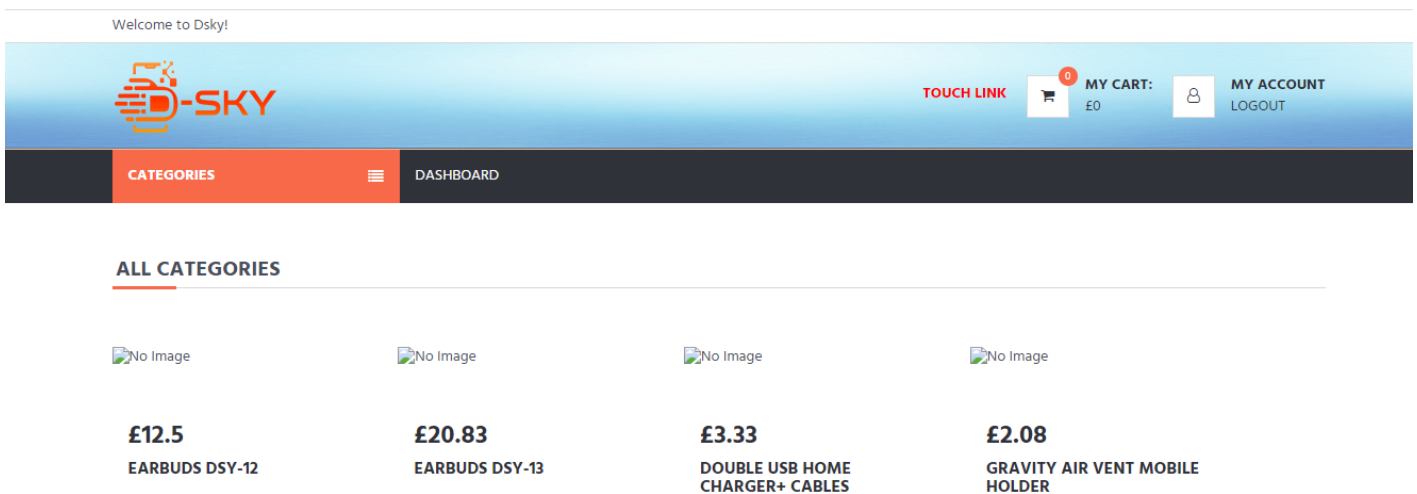 Welcome to Dsky!
D-SKY
TOUCH LINK
0
MY CART:
£0
MY ACCOUNT
LOGOUT
CATEGORIES
DASHBOARD
ALL CATEGORIES
No Image
No Image
No Image
No Image
£12.5
EARBUDS DSY-12
£20.83
EARBUDS DSY-13
£3.33
DOUBLE USB HOME
CHARGER+ CABLES
£2.08
GRAVITY AIR VENT MOBILE
HOLDER